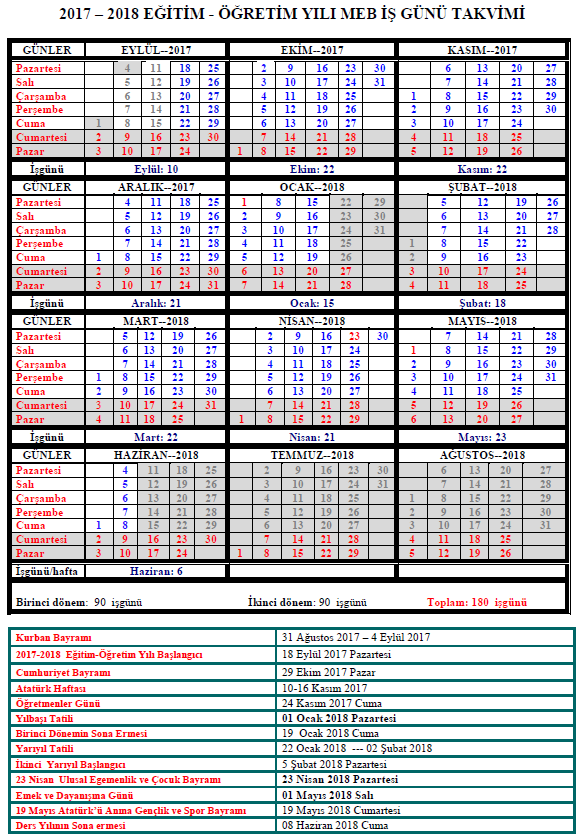 2017 – 2018 EĞİTİM - ÖĞRETİM YILI MEB İŞ GÜNÜ TAKVİMİ
GÜNLER EYLÜL--2017 EKİM--2017 KASIM--2017
Pazartesi 4 11 18 25 2 9 16 23 30 6 13 20 27
Salı 5 12 19 26 3 10 17 24 31 7 14 21 28
Çarşamba 6 13 20 27 4 11 18 25 1 8 15 22 29
Perşembe 7 14 21 28 5 12 19 26 2 9 16 23 30
Cuma 1 8 15 22 29 6 13 20 27 3 10 17 24
Cumartesi 2 9 16 23 30 7 14 21 28 4 11 18 25
Pazar 3 10 17 24 1 8 15 22 29 5 12 19 26
İşgünü Eylül: 10 Ekim: 22 Kasım: 22
GÜNLER ARALIK--2017 OCAK--2018 ŞUBAT--2018
Pazartesi 4 11 18 25 1 8 15 22 29 5 12 19 26
Salı 5 12 19 26 2 9 16 23 30 6 13 20 27
Çarşamba 6 13 20 27 3 10 17 24 31 7 14 21 28
Perşembe 7 14 21 28 4 11 18 25 1 8 15 22
Cuma 1 8 15 22 29 5 12 19 26 2 9 16 23
Cumartesi 2 9 16 23 30 6 13 20 27 3 10 17 24
Pazar 3 10 17 24 31 7 14 21 28 4 11 18 25
İşgünü Aralık: 21 Ocak: 15 Şubat: 18
GÜNLER MART--2018 NİSAN--2018 MAYIS--2018
Pazartesi 5 12 19 26 2 9 16 23 30 7 14 21 28
Salı 6 13 20 27 3 10 17 24 1 8 15 22 29
Çarşamba 7 14 21 28 4 11 18 25 2 9 16 23 30
Perşembe 1 8 15 22 29 5 12 19 26 3 10 17 24 31
Cuma 2 9 16 23 30 6 13 20 27 4 11 18 25
Cumartesi 3 10 17 24 31 7 14 21 28 5 12 19 26
Pazar 4 11 18 25 1 8 15 22 29 6 13 20 27
İşgünü Mart: 22 Nisan: 21 Mayıs: 23
GÜNLER HAZİRAN--2018 TEMMUZ--2018 AĞUSTOS--2018
Pazartesi 4 11 18 25 2 9 16 23 30 6 13 20 27
Salı 5 12 19 26 3 10 17 24 31 7 14 21 28
Çarşamba 6 13 20 27 4 11 18 25 1 8 15 22 29
Perşembe 7 14 21 28 5 12 19 26 2 9 16 23 30
Cuma 1 8 15 22 29 6 13 20 27 3 10 17 24 31
Cumartesi 2 9 16 23 30 7 14 21 28 4 11 18 25
Pazar 3 10 17 24 1 8 15 22 29 5 12 19 26
İşgünü/hafta Haziran: 6
Birinci dönem: 90 işgünü İkinci dönem: 90 işgünü Toplam: 180 işgünü
Kurban Bayramı 31 Ağustos 2017 – 4 Eylül 2017
2017-2018 Eğitim-Öğretim Yılı Başlangıcı 18 Eylül 2017 Pazartesi
Cumhuriyet Bayramı 29 Ekim 2017 Pazar
Atatürk Haftası 10-16 Kasım 2017
Öğretmenler Günü 24 Kasım 2017 Cuma
Yılbaşı Tatili 01 Ocak 2018 Pazartesi
Birinci Dönemin Sona Ermesi 19 Ocak 2018 Cuma
Yarıyıl Tatili 22 Ocak 2018 --- 02 Şubat 2018
İkinci Yarıyıl Başlangıcı 5 Şubat 2018 Pazartesi
23 Nisan Ulusal Egemenlik ve Çocuk Bayramı 23 Nisan 2018 Pazartesi
Emek ve Dayanışma Günü 01 Mayıs 2018 Salı
19 Mayıs Atatürk'ü Anma Gençlik ve Spor Bayramı 19 Mayıs 2018 Cumartesi
Ders Yılının Sona ermesi 08 Haziran 2018 Cuma